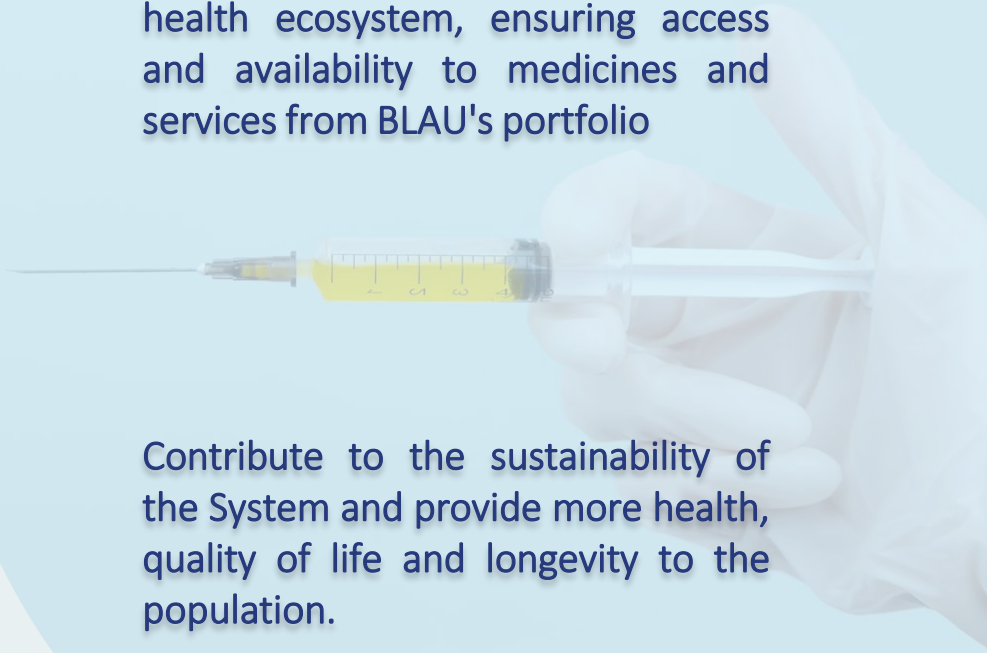 health ecosystem, ensuring access
and availability to medicines and
services from BLAU's portfolio
Contribute to the sustainability of
the System and provide more health,
quality of life and longevity to the
population.